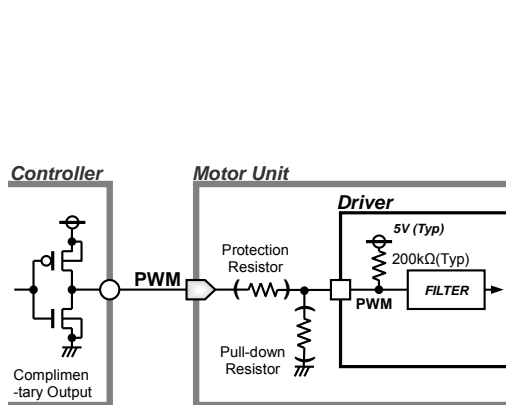 Controller
Motor Unit
Driver
5V (Typ)
Protection
Resistor
200kΩ(Typ)
PWM
PWM
FILTER
Pull-down
Resistor
Complimen
-tary Output